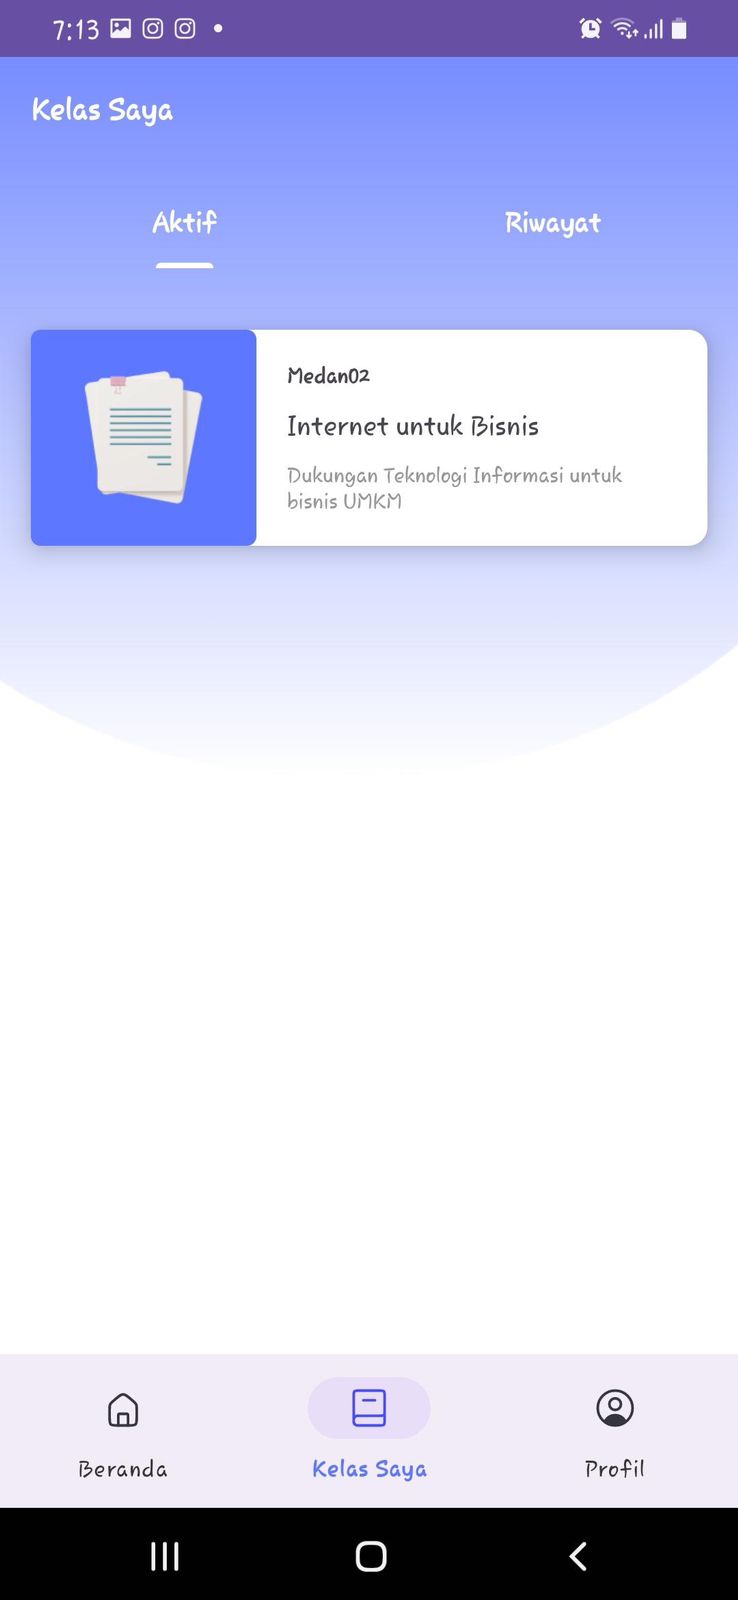 7:13
Kelas Saya
Aktif
Riwayat
Medan02
Internet untuk Bisnis
Dukungan Teknologi Informasi untuk
bisnis UMKM
Beranda
Kelas Saya
Profil